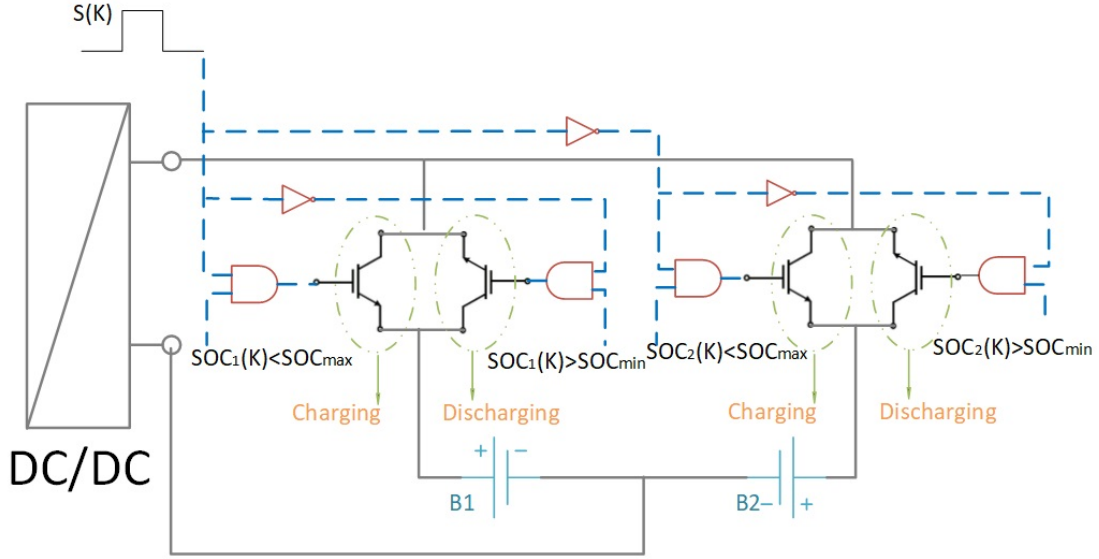 S(K)
SOC₁(K)<SOCmax
SOC₁(K)>SOCmin
SOC₂(K)<SOCmax
SOC₂(K)>SOCmin
Charging
Discharging
Charging
Discharging
DC/DC
+ −
B1
B2− +